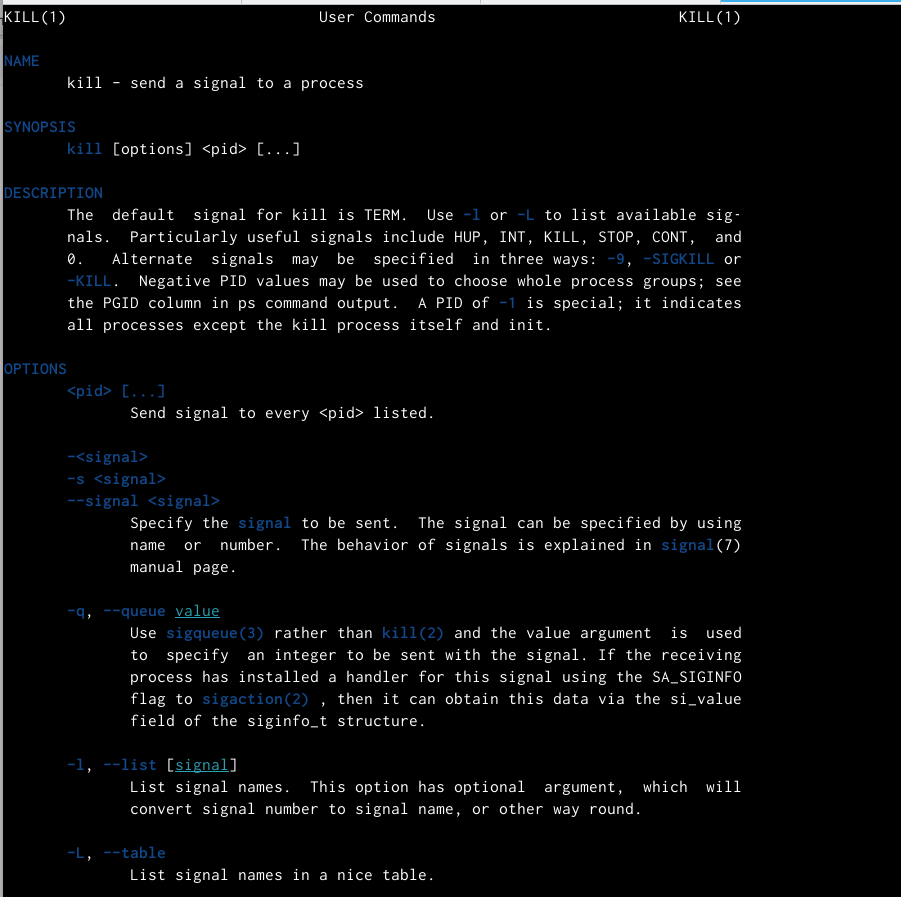 KILL(1) User Commands KILL(1)
NAME
kill - send a signal to a process
SYNOPSIS
kill [options] <pid> [...]
DESCRIPTION
The default signal for kill is TERM. Use -l or -L to list available sig-
nals. Particularly useful signals include HUP, INT, KILL, STOP, CONT, and
0. Alternate signals may be specified in three ways: -9, -SIGKILL or
-KILL. Negative PID values may be used to choose whole process groups; see
the PGID column in ps command output. A PID of -1 is special; it indicates
all processes except the kill process itself and init.
OPTIONS
<pid> [...]
Send signal to every <pid> listed.
-<signal>
-s <signal>
--signal <signal>
Specify the signal to be sent. The signal can be specified by using
name or number. The behavior of signals is explained in signal(7)
manual page.
-q, --queue value
Use sigqueue(3) rather than kill(2) and the value argument is used
to specify an integer to be sent with the signal. If the receiving
process has installed a handler for this signal using the SA_SIGINFO
flag to sigaction(2) , then it can obtain this data via the si_value
field of the siginfo_t structure.
-l, --list [signal]
List signal names. This option has optional argument, which will
convert signal number to signal name, or other way round.
-L, --table
List signal names in a nice table.